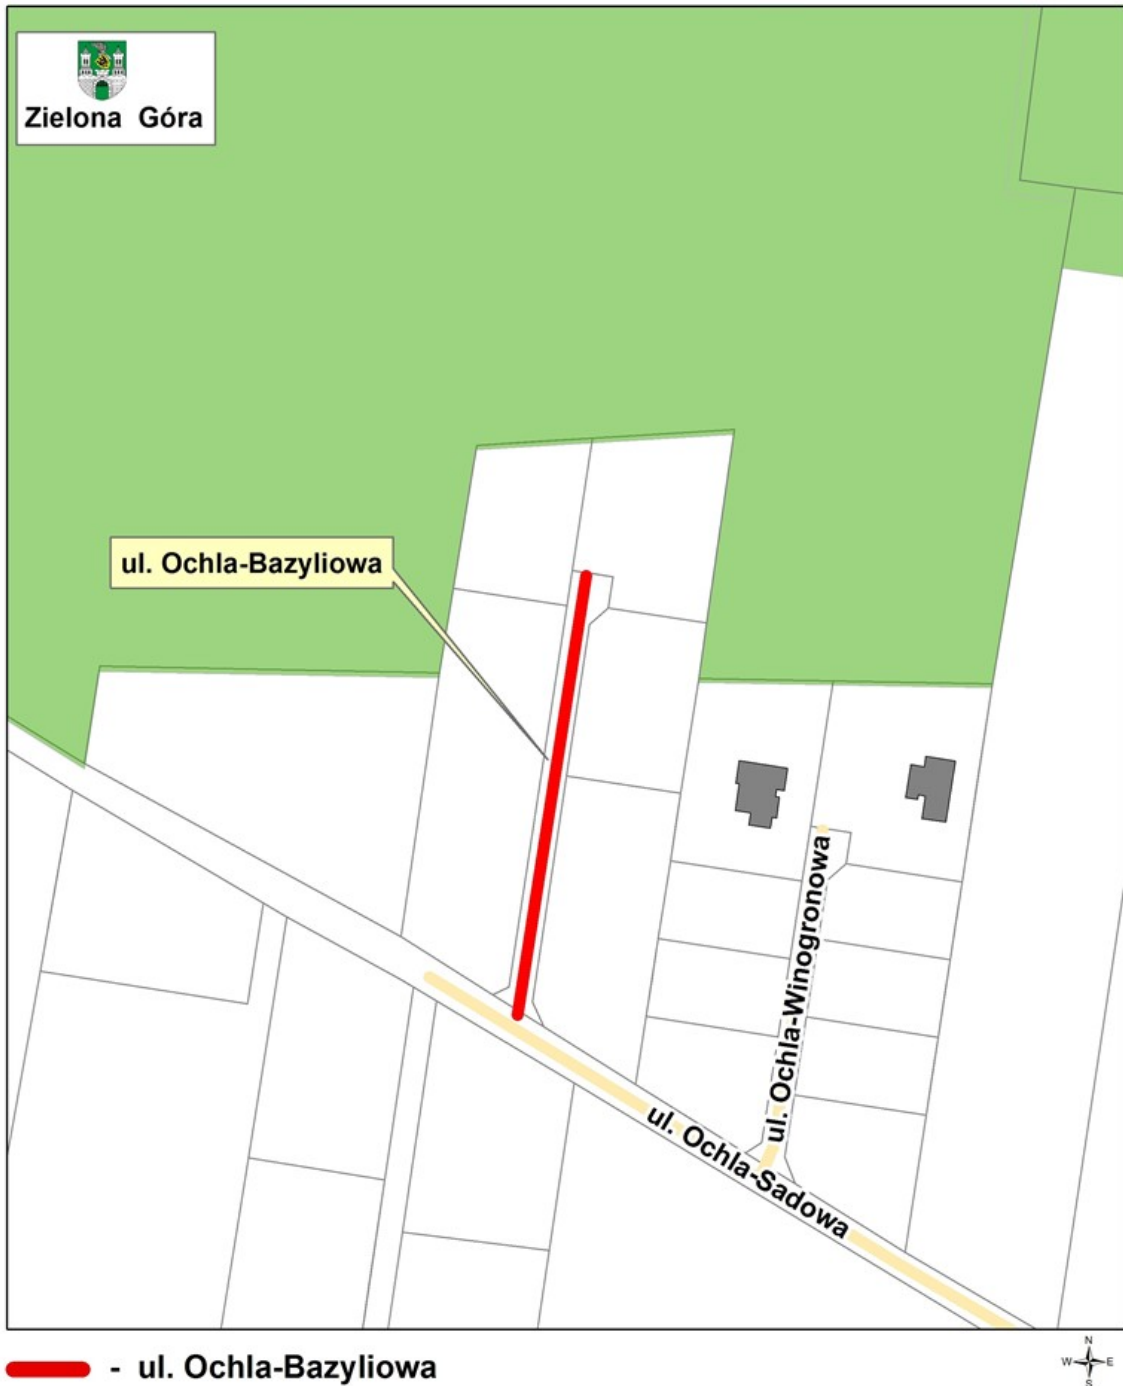 Zielona Góra
ul. Ochla-Bazyliowa
ul. Ochla-Winogronowa
ul. Ochla-Sadowa
- ul. Ochla-Bazyliowa
N
W E
S